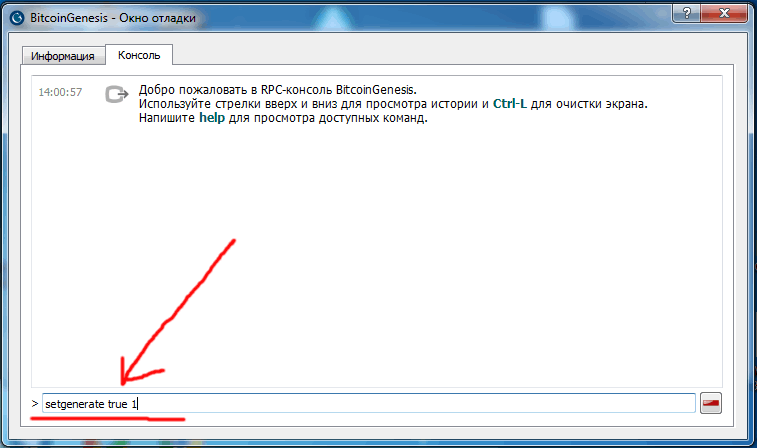 BitcoinGenesis - Окно отладки
Информация
Консоль
14:00:57
Добро пожаловать в RPC-консоль BitcoinGenesis.
Используйте стрелки вверх и вниз для просмотра истории и Ctrl-L для очистки экрана.
Напишите help для просмотра доступных команд.
> setgenerate true 1